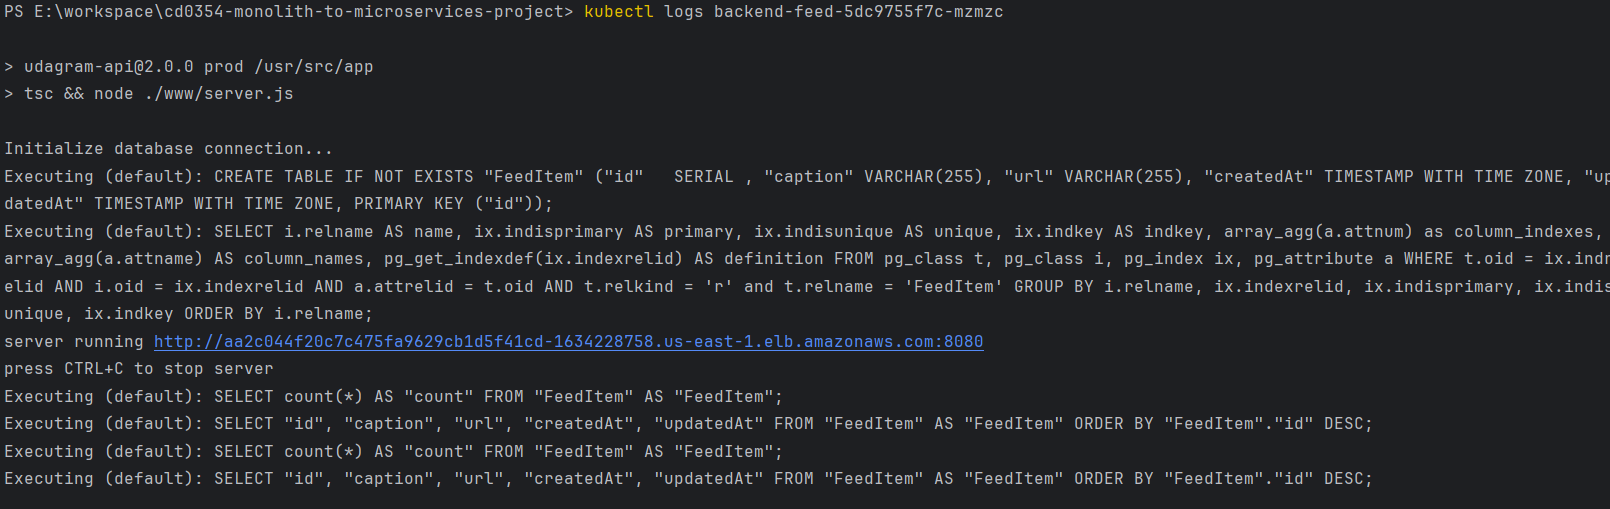 PS E:\workspace\cd0354-monolith-to-microservices-project> kubectl logs backend-feed-5dc9755f7c-mzmzc
> udagram-api@2.0.0 prod /usr/src/app
> tsc && node ./www/server.js
Initialize database connection...
Executing (default): CREATE TABLE IF NOT EXISTS "FeedItem" ("id"   SERIAL , "caption" VARCHAR(255), "url" VARCHAR(255), "createdAt" TIMESTAMP WITH TIME ZONE, "up
datedAt" TIMESTAMP WITH TIME ZONE, PRIMARY KEY ("id"));
Executing (default): SELECT i.relname AS name, ix.indisprimary AS primary, ix.indisunique AS unique, ix.indkey AS indkey, array_agg(a.attnum) as column_indexes,
array_agg(a.attname) AS column_names, pg_get_indexdef(ix.indexrelid) AS definition FROM pg_class t, pg_class i, pg_index ix, pg_attribute a WHERE t.oid = ix.indr
elid AND i.oid = ix.indexrelid AND a.attrelid = t.oid AND t.relkind = 'r' and t.relname = 'FeedItem' GROUP BY i.relname, ix.indexrelid, ix.indisprimary, ix.indis
unique, ix.indkey ORDER BY i.relname;
server running http://aa2c044f20c7c475fa9629cb1d5f41cd-1634228758.us-east-1.elb.amazonaws.com:8080
press CTRL+C to stop server
Executing (default): SELECT count(*) AS "count" FROM "FeedItem" AS "FeedItem";
Executing (default): SELECT "id", "caption", "url", "createdAt", "updatedAt" FROM "FeedItem" AS "FeedItem" ORDER BY "FeedItem"."id" DESC;
Executing (default): SELECT count(*) AS "count" FROM "FeedItem" AS "FeedItem";
Executing (default): SELECT "id", "caption", "url", "createdAt", "updatedAt" FROM "FeedItem" AS "FeedItem" ORDER BY "FeedItem"."id" DESC;